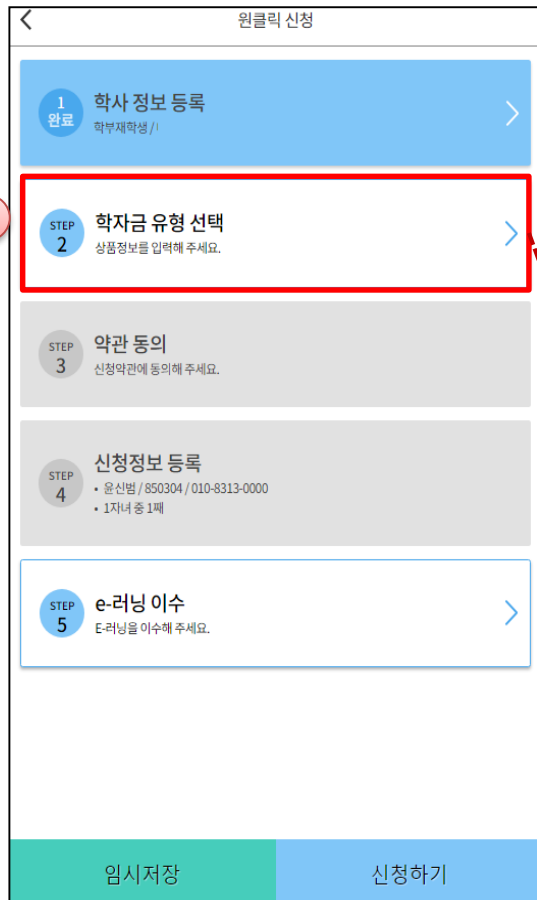 원클릭 신청
1
완료
학사 정보 등록
학부재학생 /
STEP
2
학자금 유형 선택
상품정보를 입력해 주세요.
STEP
3
약관 동의
신청약관에 동의해 주세요.
STEP
4
신청정보 등록
• 윤신범 / 850304 / 010-8313-0000
• 1자녀 중 1째
STEP
5
e-러닝 이수
E-러닝을 이수해 주세요.
임시저장
신청하기